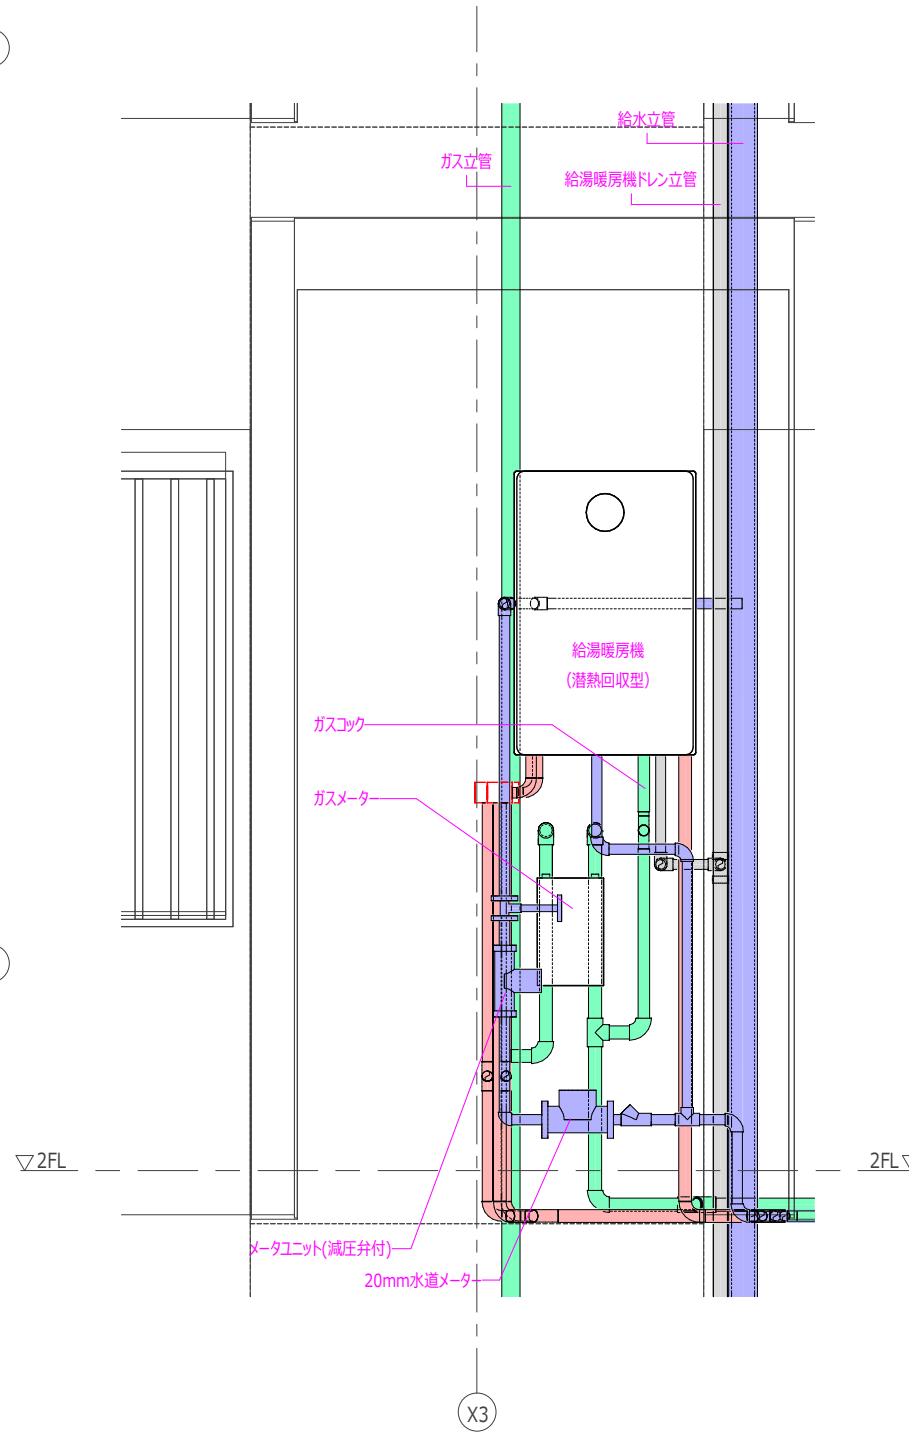 給水立管
ガス立管
給湯暖房機ドレン立管
給湯暖房機
(潜熱回収型)
ガスコック
ガスメーター
▽2FL
2FL▽
メータユニット(減圧弁付)
20mm水道メーター
X3